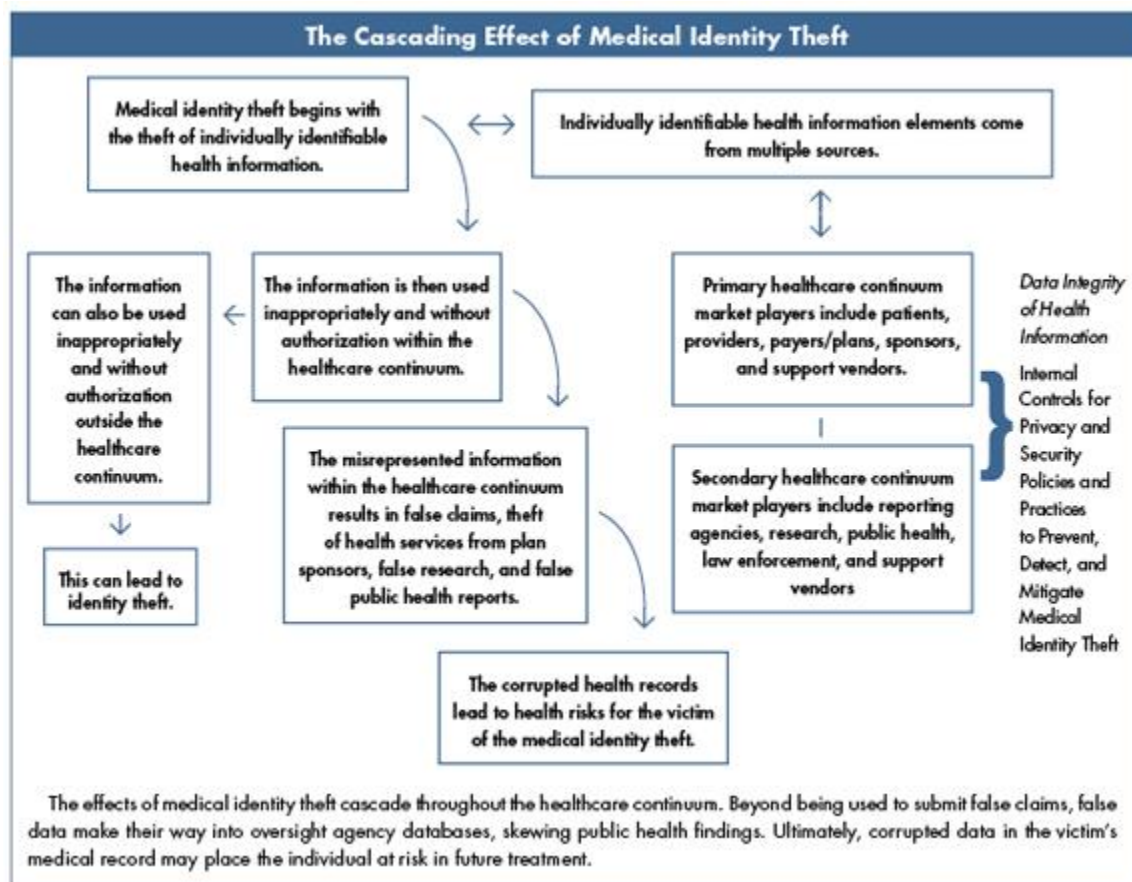 The Cascading Effect of Medical Identity Theft
Medical identity theft begins with
the theft of individually identifiable
health information.
Individually identifiable health information elements come
from multiple sources.
The information
can also be used
inappropriately
and without
authorization
outside the
healthcare
continuum.
The information is then used
inappropriately and without
authorization within the
healthcare continuum.
Primary healthcare continuum
market players include patients,
providers, payers/plans, sponsors,
and support vendors.
Data Integrity
of Health
Information
Internal
Controls for
Privacy and
Security
Policies and
Practices
to Prevent,
Detect, and
Mitigate
Medical
Identity Theft
The misrepresented information
within the healthcare continuum
results in false claims, theft
of health services from plan
sponsors, false research, and false
public health reports.
Secondary healthcare continuum
market players include reporting
agencies, research, public health,
law enforcement, and support
vendors
This can lead to
identity theft.
The corrupted health records
lead to health risks for the victim
of the medical identity theft.
The effects of medical identity theft cascade throughout the healthcare continuum. Beyond being used to submit false claims, false
data make their way into oversight agency databases, skewing public health findings. Ultimately, corrupted data in the victim's
medical record may place the individual at risk in future treatment.